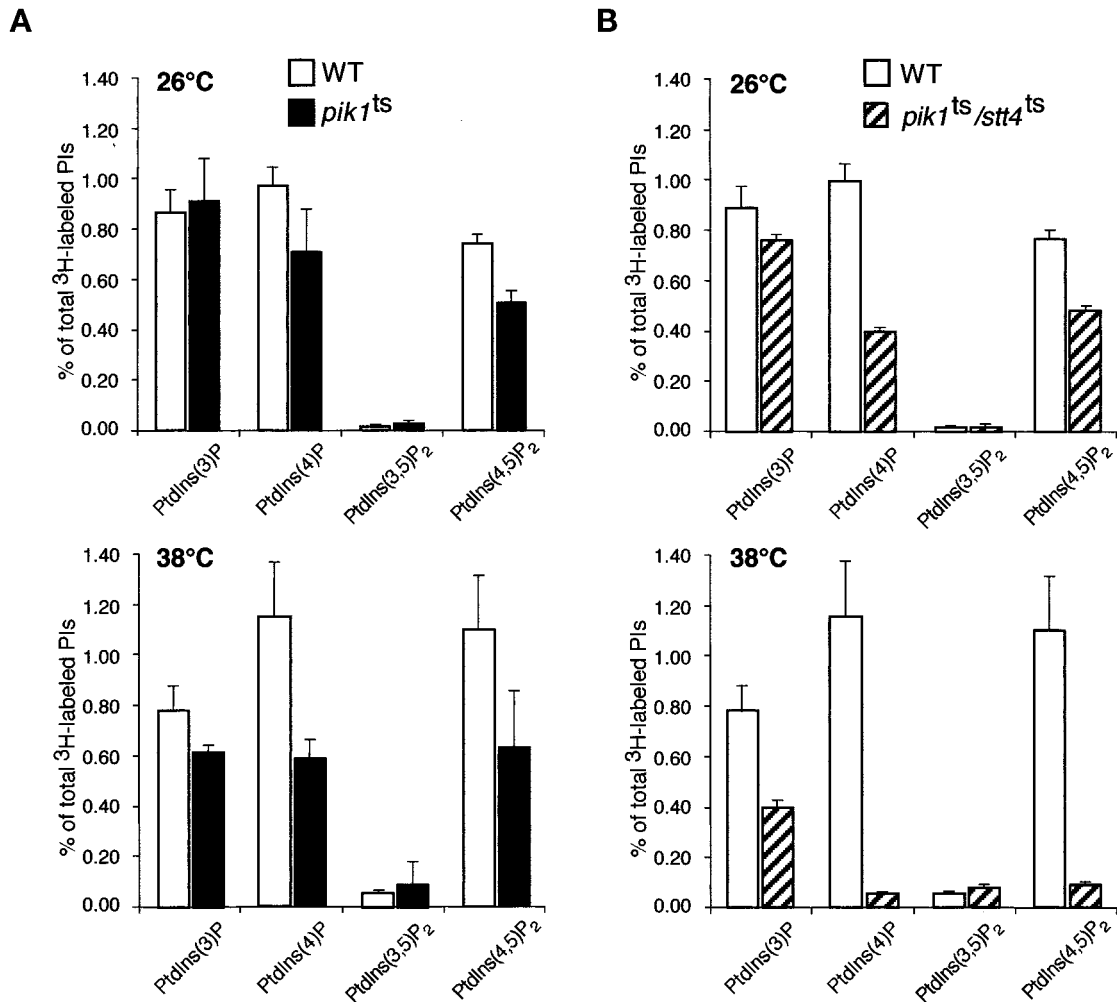 A
26°C
WT
pik1ts
% of total 3H-labeled PIs
1.40
1.20
1.00
0.80
0.60
0.40
0.20
0.00
PtdIns(3)P
PtdIns(4)P
PtdIns(3,5)P2
PtdIns(4,5)P2
38°C
% of total 3H-labeled PIs
1.40
1.20
1.00
0.80
0.60
0.40
0.20
0.00
PtdIns(3)P
PtdIns(4)P
PtdIns(3,5)P2
PtdIns(4,5)P2
B
26°C
WT
pik1ts/stt4ts
% of total 3H-labeled PIs
1.40
1.20
1.00
0.80
0.60
0.40
0.20
0.00
PtdIns(3)P
PtdIns(4)P
PtdIns(3,5)P2
PtdIns(4,5)P2
38°C
% of total 3H-labeled PIs
1.40
1.20
1.00
0.80
0.60
0.40
0.20
0.00
PtdIns(3)P
PtdIns(4)P
PtdIns(3,5)P2
PtdIns(4,5)P2